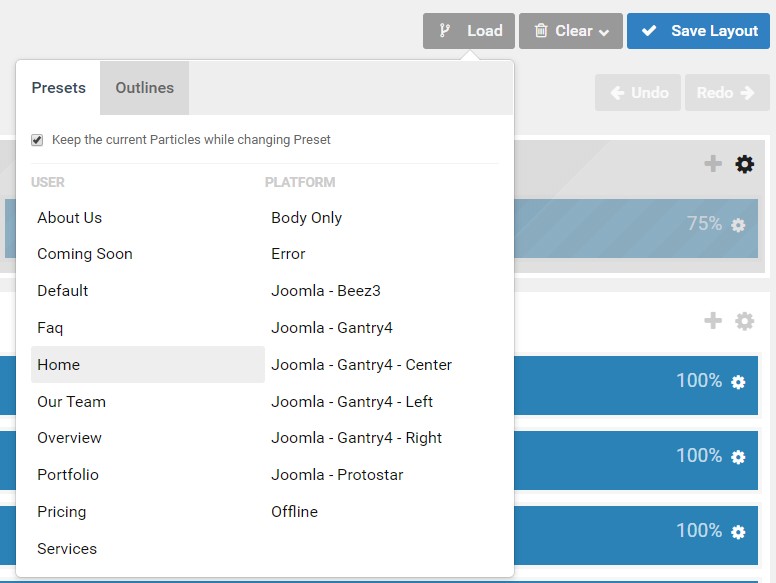 Load
Clear
Save Layout
Presets
Outlines
Undo
Redo
Keep the current Particles while changing Preset
USER
About Us
Coming Soon
Default
Faq
Home
Our Team
Overview
Portfolio
Pricing
Services
PLATFORM
Body Only
Error
Joomla - Beez3
Joomla - Gantry4
Joomla - Gantry4 - Center
Joomla - Gantry4 - Left
Joomla - Gantry4 - Right
Joomla - Protostar
Offline
75%
100%
100%
100%